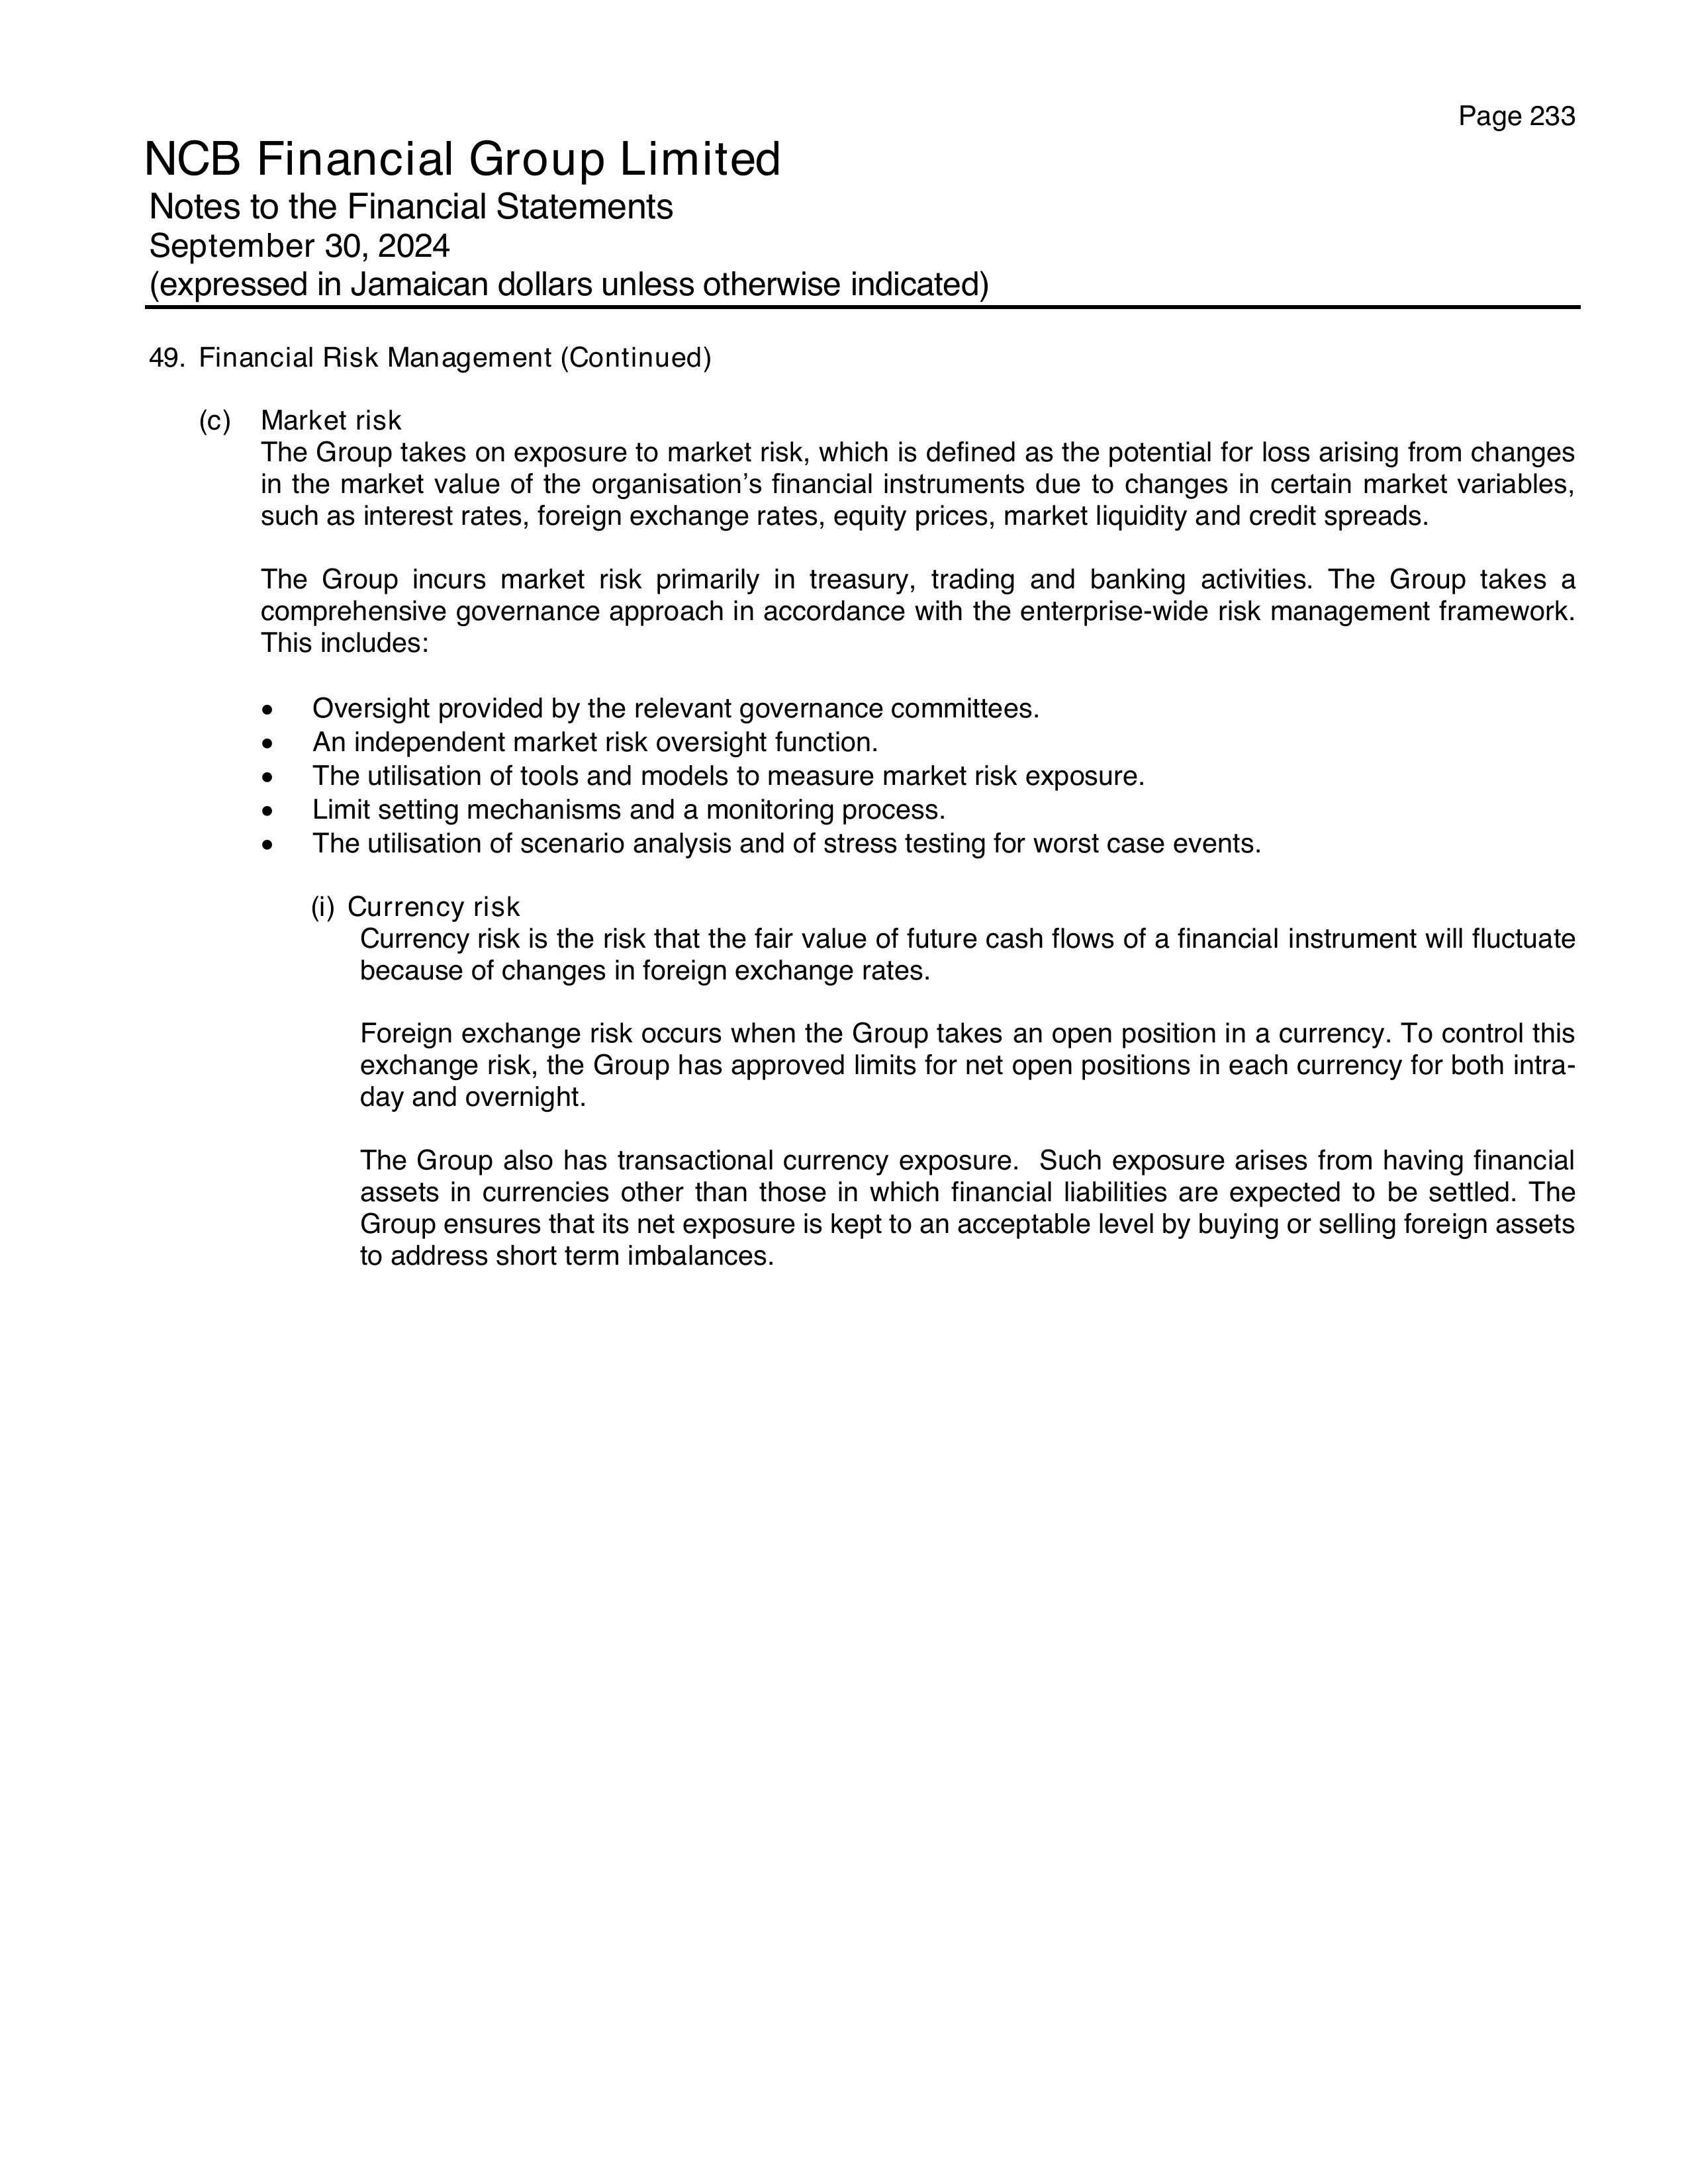 Page 233
NCB Financial Group Limited
Notes to the Financial Statements
September 30, 2024
(expressed in Jamaican dollars unless otherwise indicated)
49. Financial Risk Management (Continued)
(c) Market risk
The Group takes on exposure to market risk, which is defined as the potential for loss arising from changes
in the market value of the organisation’s financial instruments due to changes in certain market variables,
such as interest rates, foreign exchange rates, equity prices, market liquidity and credit spreads.
The Group incurs market risk primarily in treasury, trading and banking activities. The Group takes a
comprehensive governance approach in accordance with the enterprise-wide risk management framework.
This includes:
• Oversight provided by the relevant governance committees.
• An independent market risk oversight function.
• The utilisation of tools and models to measure market risk exposure.
• Limit setting mechanisms and a monitoring process.
• The utilisation of scenario analysis and of stress testing for worst case events.
(i) Currency risk
Currency risk is the risk that the fair value of future cash flows of a financial instrument will fluctuate
because of changes in foreign exchange rates.
Foreign exchange risk occurs when the Group takes an open position in a currency. To control this
exchange risk, the Group has approved limits for net open positions in each currency for both intra-
day and overnight.
The Group also has transactional currency exposure. Such exposure arises from having financial
assets in currencies other than those in which financial liabilities are expected to be settled. The
Group ensures that its net exposure is kept to an acceptable level by buying or selling foreign assets
to address short term imbalances.